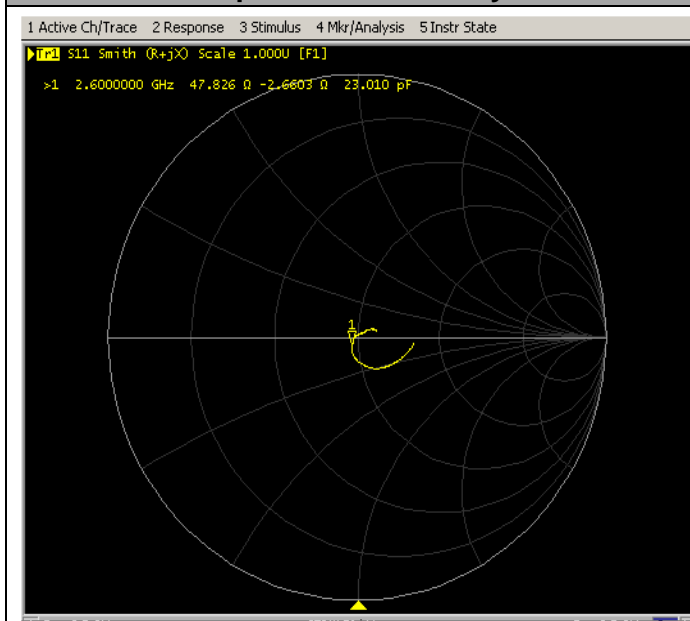 1 Active Ch/Trace 2 Response 3 Stimulus 4 Mkr/Analysis 5 Instr State
Tr1 S11 Smith (R+jX) Scale 1.000U [F1]
>1 2.6000000 GHz 47.826 Ω -2.6603 Ω 23.010 pF
1